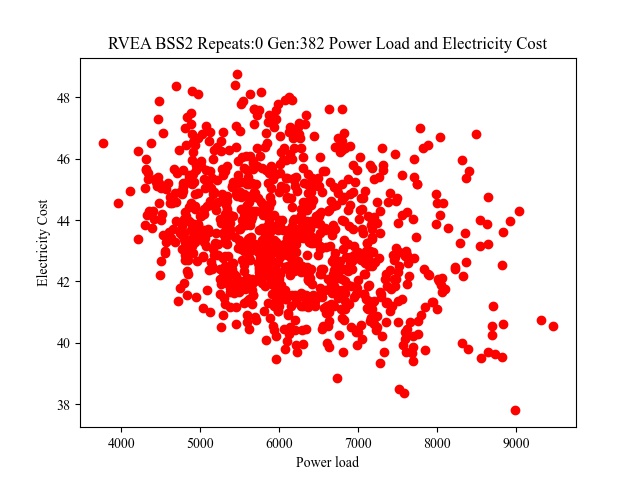 RVEA BSS2 Repeats:0 Gen:382 Power Load and Electricity Cost
48
46
44
42
40
38
Electricity Cost
4000 5000 6000 7000 8000 9000
Power load